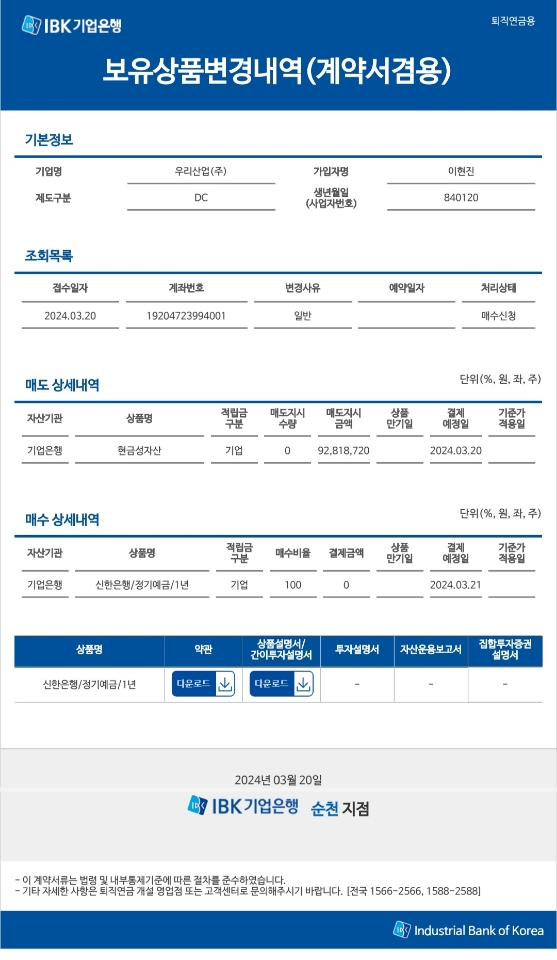 IBK기업은행
퇴직연금용
보유상품변경내역(계약서겸용)
기본정보
기업명 우리산업(주) 가입자명 이현진
제도구분 DC 생년월일
(사업자번호) 840120
조회목록
접수일자 계좌번호 변경사유 예약일자 처리상태
2024.03.20 19204723994001 일반 매수신청
매도 상세내역 단위(%, 원, 좌, 주)
자산기관 상품명 적립금
구분 매도지시
수량 매도지시
금액 상품
만기일 결제
예정일 기준가
적용일
기업은행 현금성자산 기업 0 92,818,720 2024.03.20
매수 상세내역 단위(%, 원, 좌, 주)
자산기관 상품명 적립금
구분 매수비율 결제금액 상품
만기일 결제
예정일 기준가
적용일
기업은행 신한은행/정기예금/1년 기업 100 0 2024.03.21
상품명 약관 상품설명서/
간이투자설명서 투자설명서 자산운용보고서 집합투자증권
설명서
신한은행/정기예금/1년 다운로드 다운로드 - - -
2024년 03월 20일
IBK기업은행 순천 지점
- 이 계약서류는 법령 및 내부통제기준에 따른 절차를 준수하였습니다.
- 기타 자세한 사항은 퇴직연금 개설 영업점 또는 고객센터로 문의해주시기 바랍니다. [전국 1566-2566, 1588-2588]
Industrial Bank of Korea